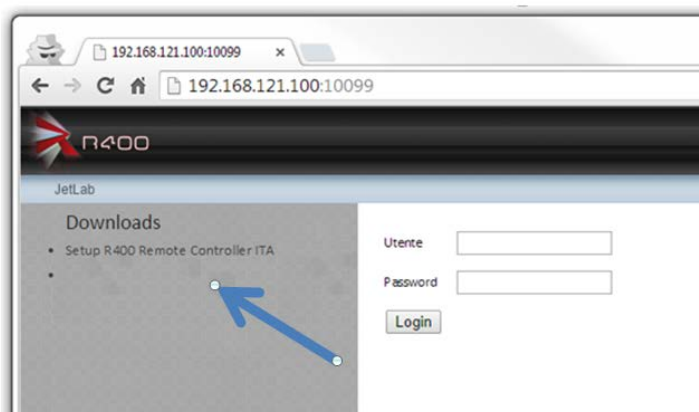 192.168.121.100:10099
192.168.121.100:10099
R400
JetLab
Downloads
Setup R400 Remote Controller ITA
Utente
Password
Login